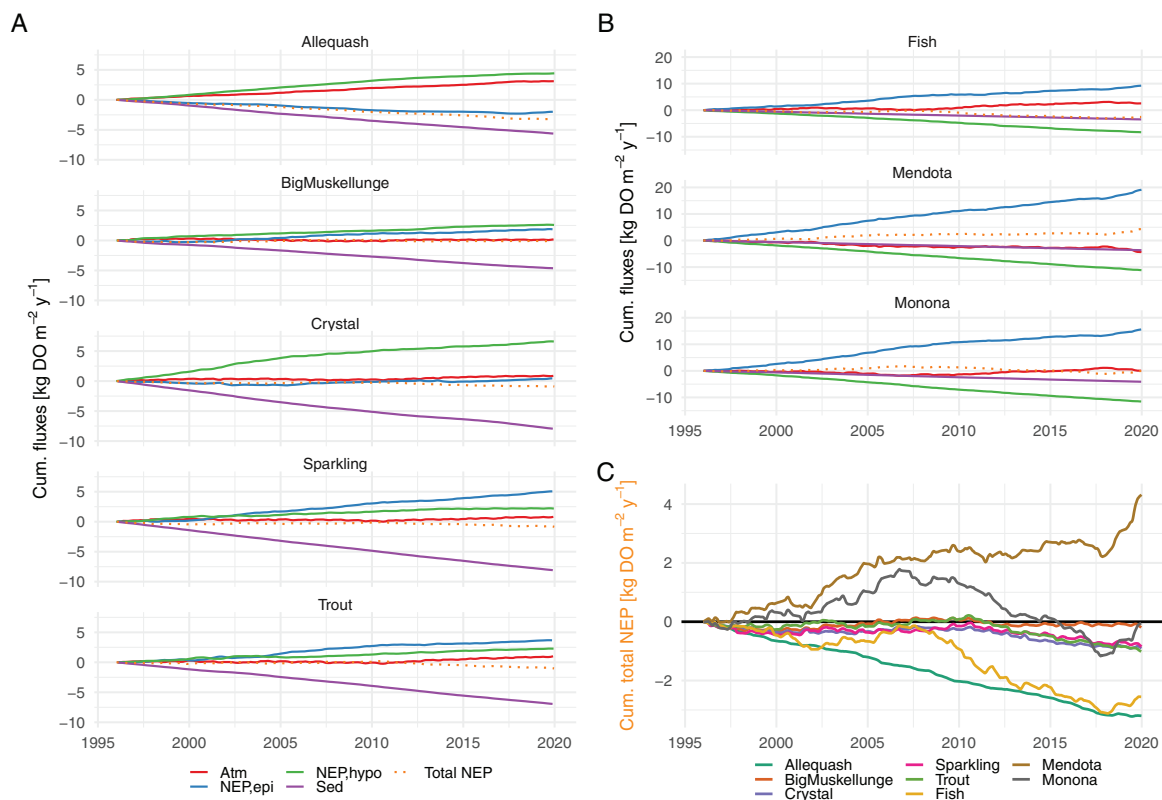 A
Allequash
5
0
−5
−10
BigMuskellunge
5
0
−5
−10
Crystal
5
0
−5
−10
Sparkling
5
0
−5
−10
Trout
5
0
−5
−10
1995 2000 2005 2010 2015 2020
Cum. fluxes [kg DO m−2 y−1)
Atm NEP,hypo Total NEP
NEP,epi Sed
B
Fish
20
10
0
−10
Mendota
20
10
0
−10
Monona
20
10
0
−10
1995 2000 2005 2010 2015 2020
Cum. fluxes [kg DO m−2 y−1)
C
4
2
0
−2
1995 2000 2005 2010 2015 2020
Cum. total NEP [kg DO m−2 y−1)
Allequash Sparkling Mendota
BigMuskellunge Trout Monona
Crystal Fish